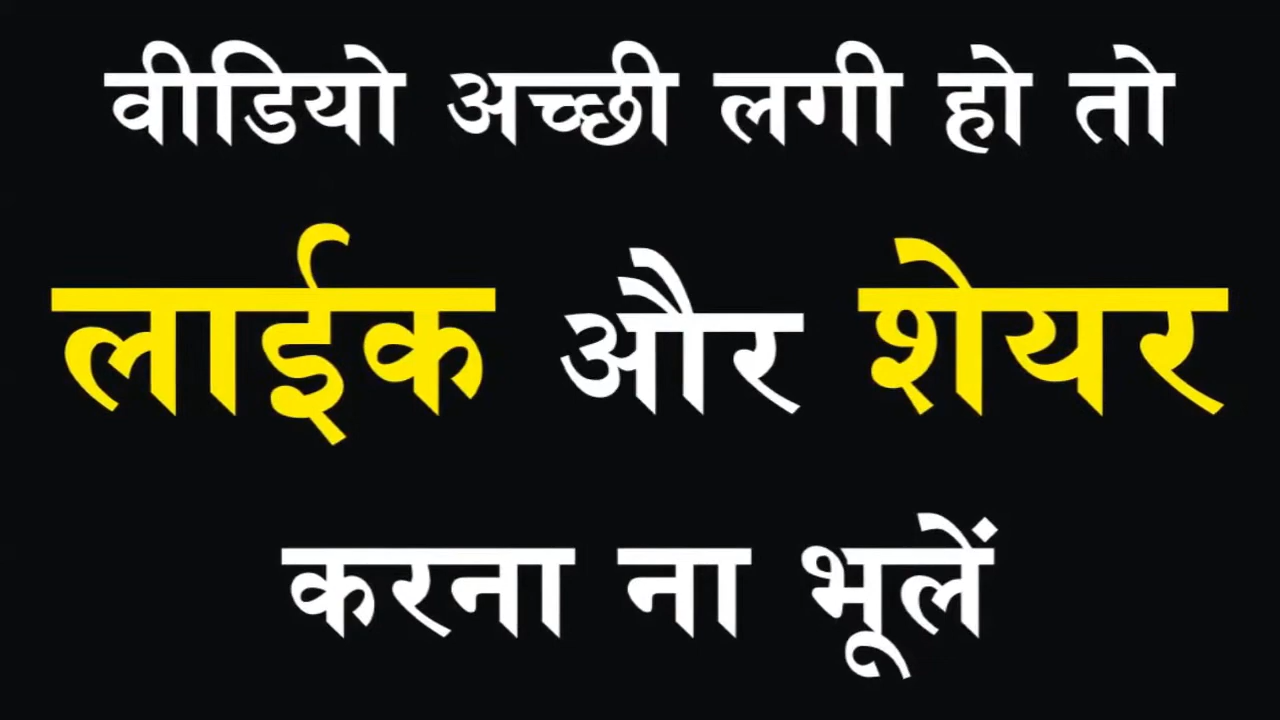 वीडियो अच्छी लगी हो तो
लाईक और शेयर
करना ना भूलें